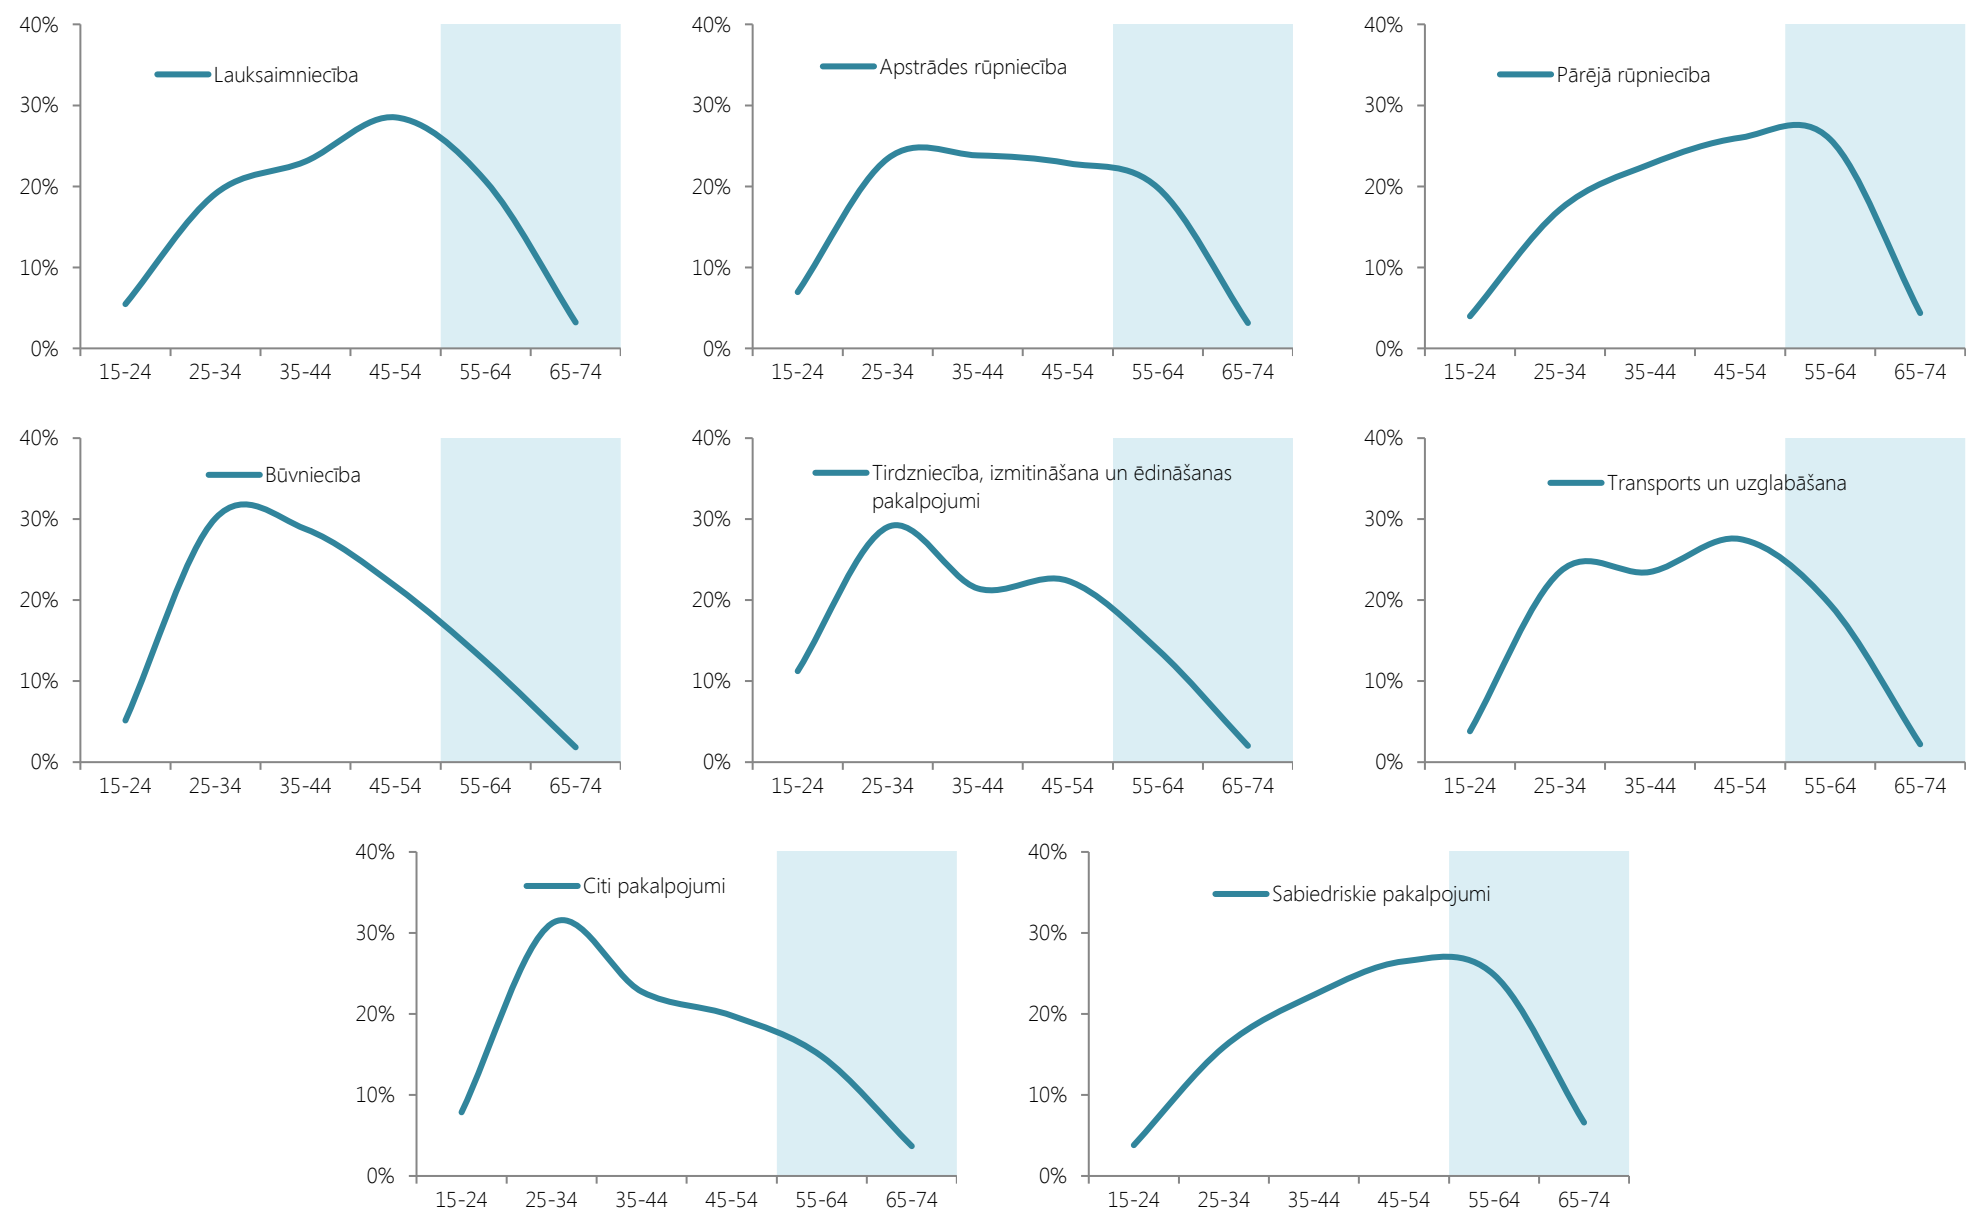 40%
30%
20%
10%
0%
Lauksaimniecība
15-24 25-34 35-44 45-54 55-64 65-74
40%
30%
20%
10%
0%
Apstrādes rūpniecība
15-24 25-34 35-44 45-54 55-64 65-74
40%
30%
20%
10%
0%
Pārējā rūpniecība
15-24 25-34 35-44 45-54 55-64 65-74
40%
30%
20%
10%
0%
Būvniecība
15-24 25-34 35-44 45-54 55-64 65-74
40%
30%
20%
10%
0%
Tirdzniecība, izmitināšana un ēdināšanas
pakalpojumi
15-24 25-34 35-44 45-54 55-64 65-74
40%
30%
20%
10%
0%
Transports un uzglabāšana
15-24 25-34 35-44 45-54 55-64 65-74
40%
30%
20%
10%
0%
Citi pakalpojumi
15-24 25-34 35-44 45-54 55-64 65-74
40%
30%
20%
10%
0%
Sabiedriskie pakalpojumi
15-24 25-34 35-44 45-54 55-64 65-74